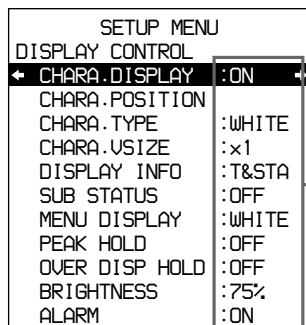 SETUP MENU
DISPLAY CONTROL
CHARA.DISPLAY :ON
CHARA.POSITION
CHARA.TYPE :WHITE
CHARA.VSIZE :x1
DISPLAY INFO :T&STA
SUB STATUS :OFF
MENU DISPLAY :WHITE
PEAK HOLD :OFF
OVER DISP HOLD :OFF
BRIGHTNESS :75%
ALARM :ON